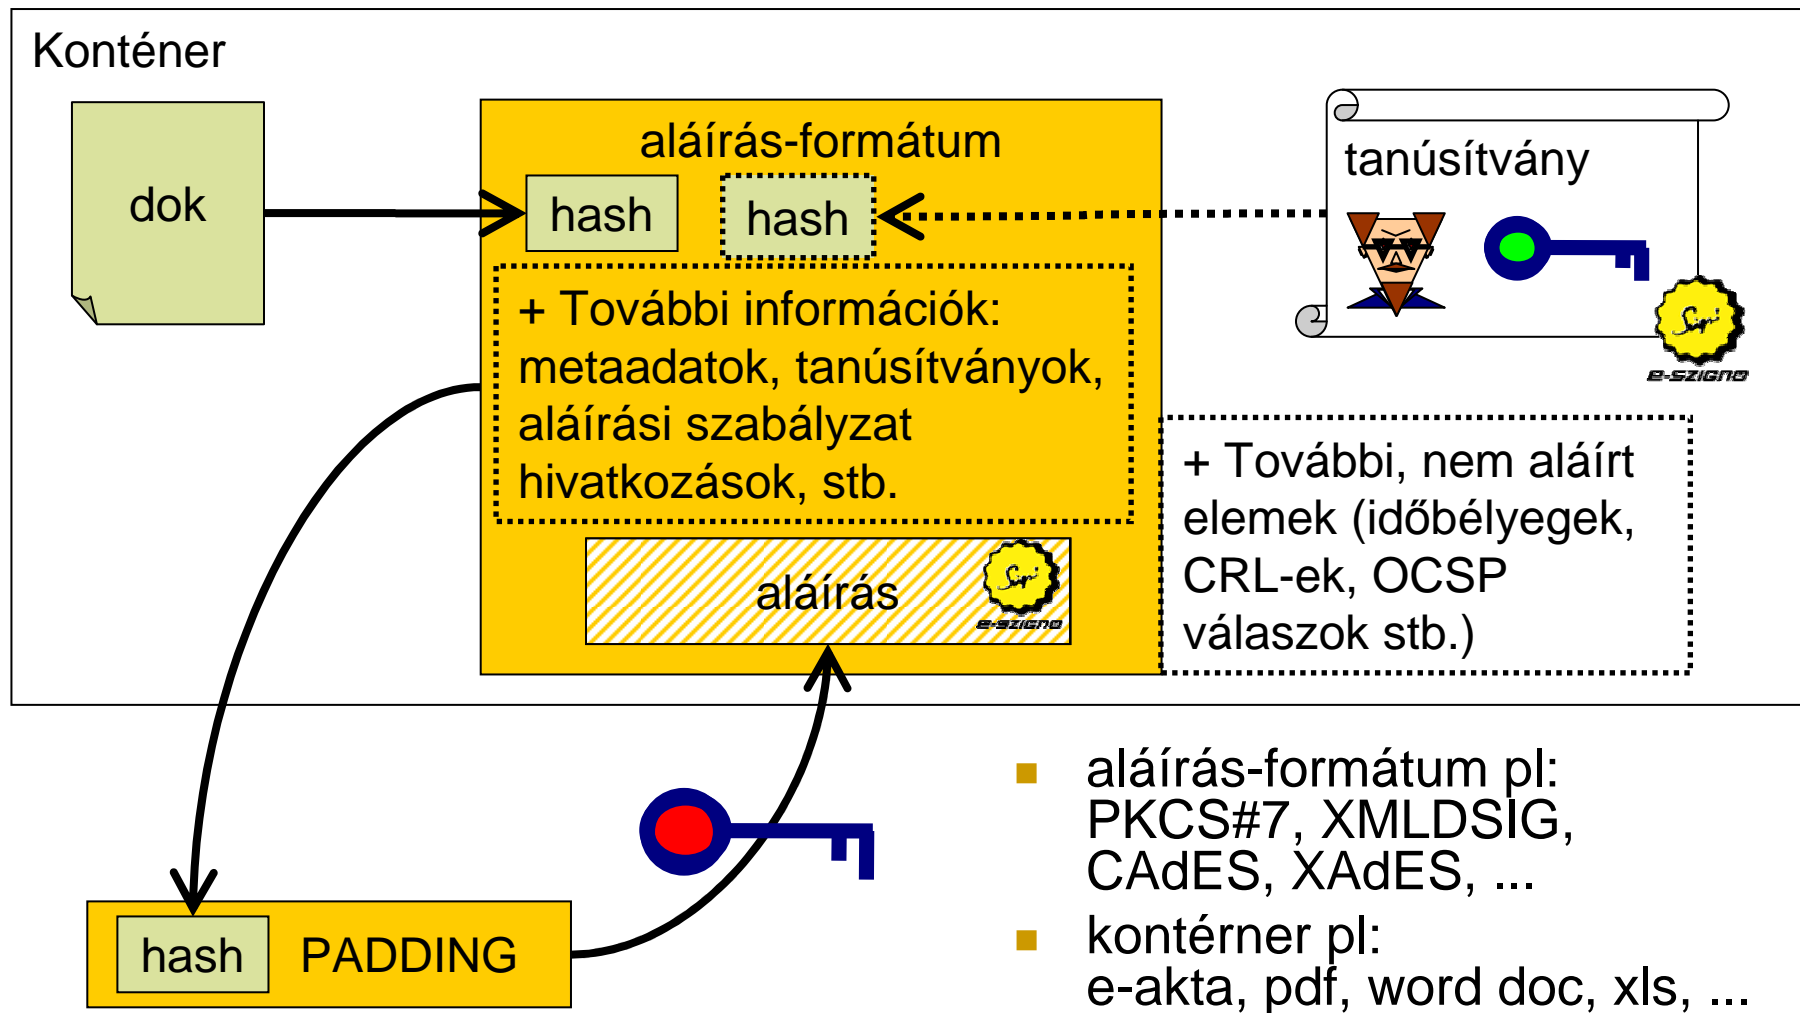 Konténer
dok
aláírás-formátum
hash
hash
tanúsítvány
+ További információk:
metaadatok, tanúsítványok,
aláírási szabályzat
hivatkozások, stb.
e-szigno
+ További, nem aláírt
elemek (időbélyegek,
CRL-ek, OCSP
válaszok stb.)
aláírás
e-szigno
hash PADDING
aláírás-formátum pl:
PKCS#7, XMLDSIG,
CAdES, XAdES, ...
kontérner pl:
e-akta, pdf, word doc, xls, ...